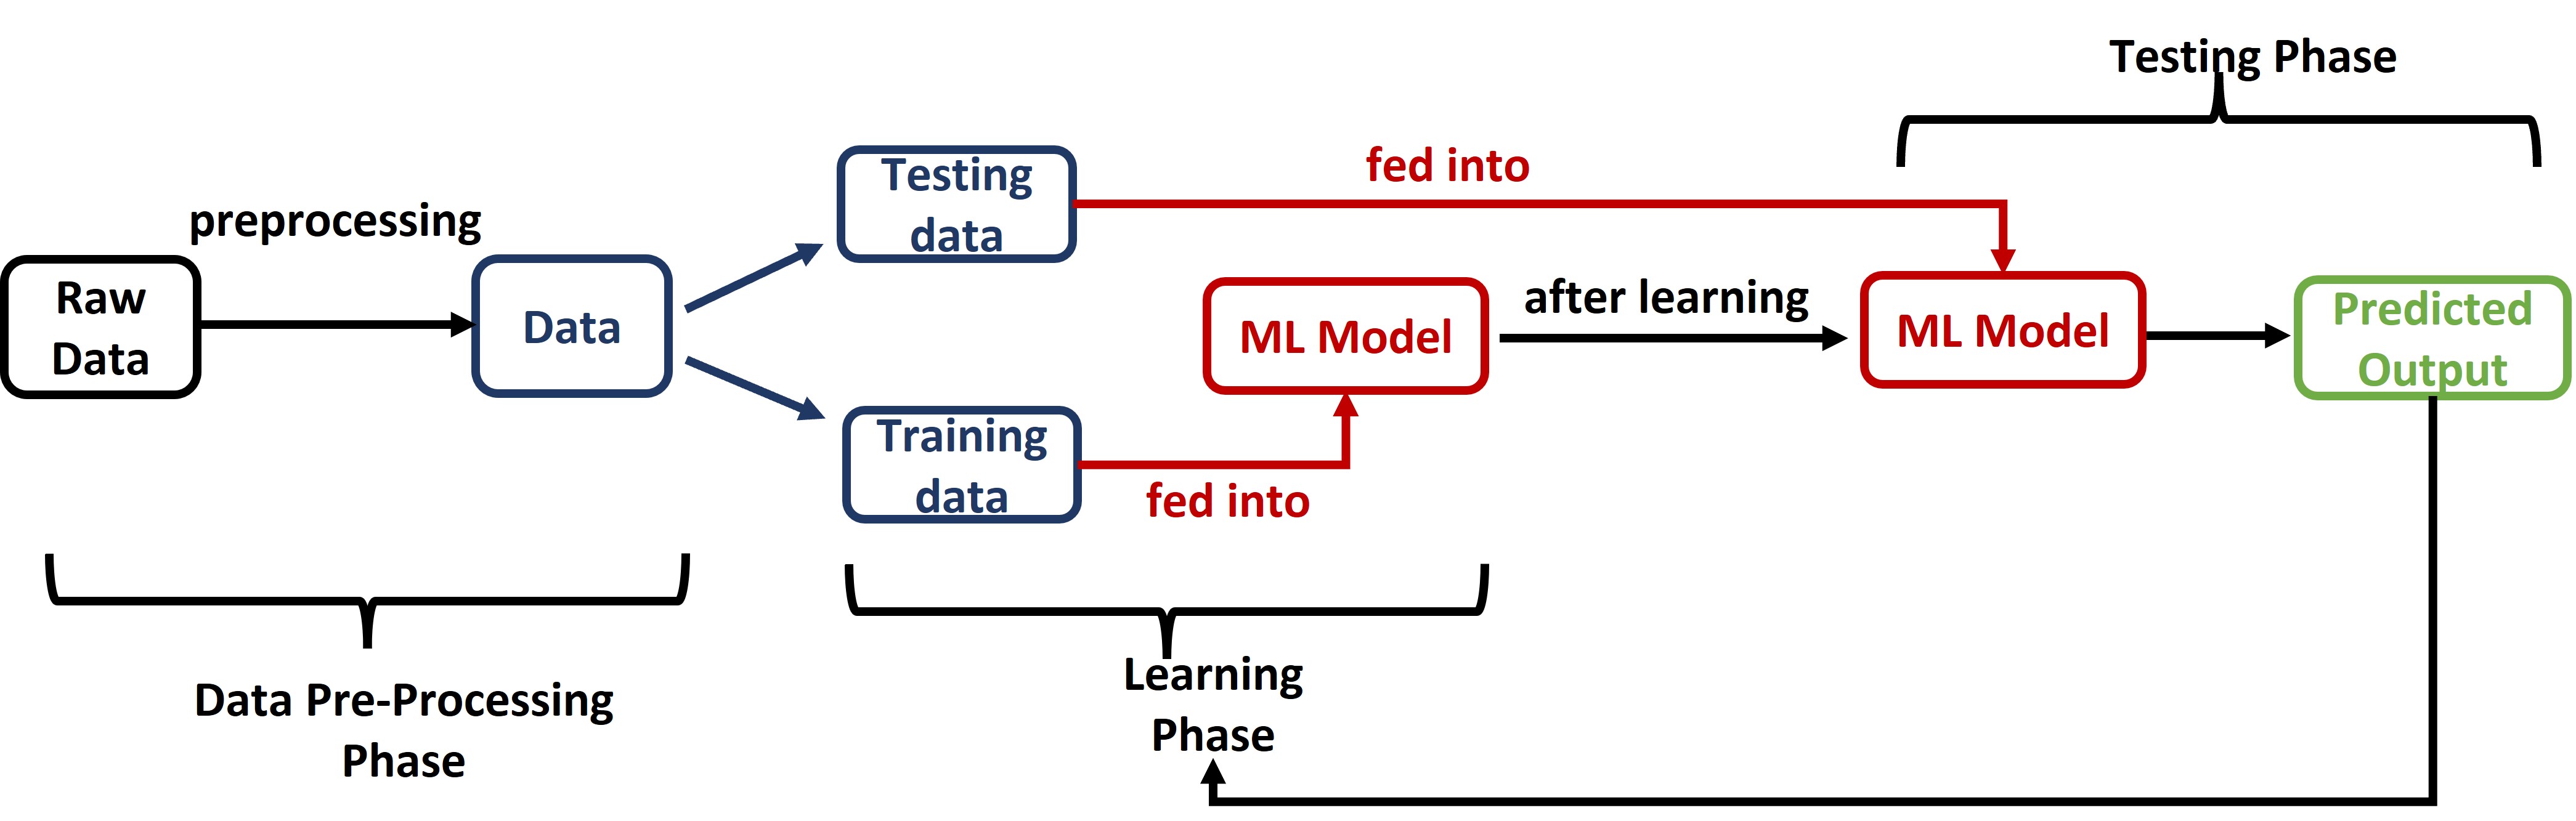 Testing Phase
fed into
Testing
data
preprocessing
Raw
Data
Data
ML Model
after learning
ML Model
Predicted
Output
Training
data
fed into
Data Pre-Processing
Phase
Learning
Phase